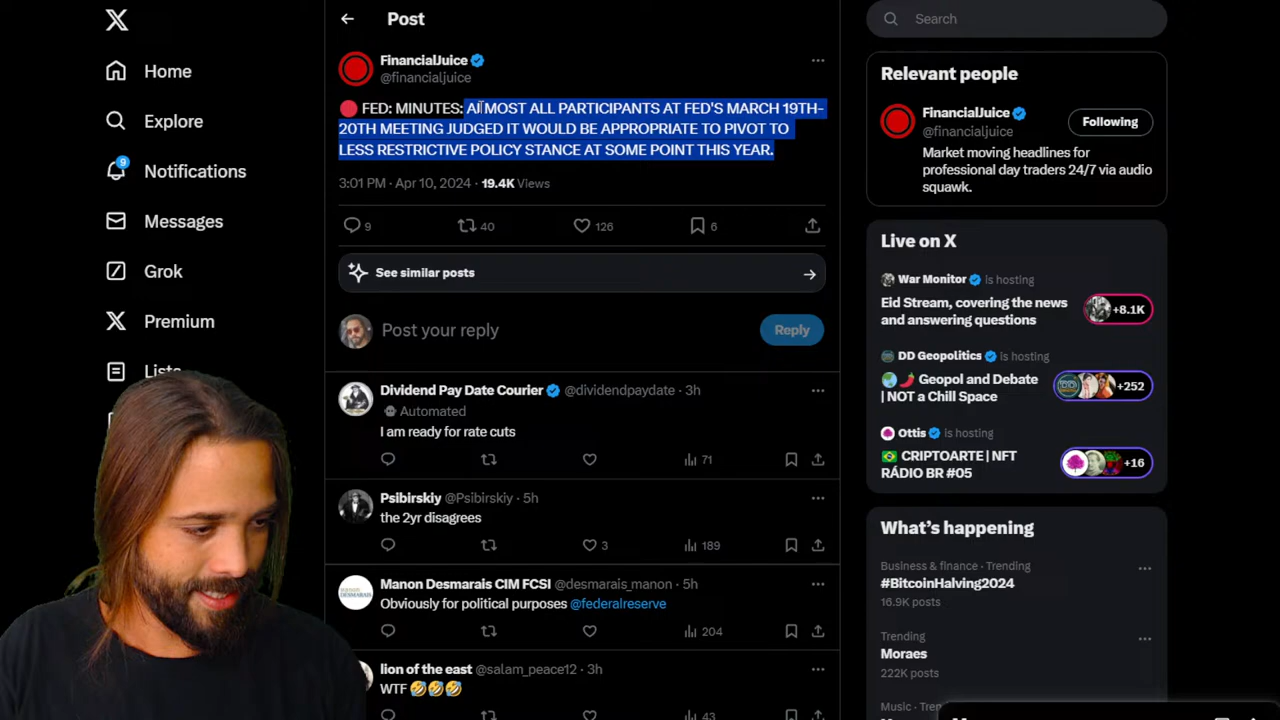 Post
Search
Home
Explore
9
Notifications
Messages
Grok
Premium
Lists
FinancialJuice
@financialjuice
FED: MINUTES: ALMOST ALL PARTICIPANTS AT FED'S MARCH 19TH-
20TH MEETING JUDGED IT WOULD BE APPROPRIATE TO PIVOT TO
LESS RESTRICTIVE POLICY STANCE AT SOME POINT THIS YEAR.
3:01 PM · Apr 10, 2024 · 19.4K Views
9 40 126 6
See similar posts
Post your reply
Reply
Dividend Pay Date Courier @dividendpaydate · 3h
Automated
I am ready for rate cuts
71
Psibirskiy @Psibirskiy · 5h
the 2yr disagrees
3 189
Manon Desmarais CIM FCSI @desmarais_manon · 5h
Obviously for political purposes @federalreserve
204
lion of the east @salam_peace12 · 3h
WTF 🤣🤣🤣
43
Relevant people
FinancialJuice
@financialjuice
Following
Market moving headlines for
professional day traders 24/7 via audio
squawk.
Live on X
War Monitor is hosting
Eid Stream, covering the news
and answering questions
+8.1K
DD Geopolitics is hosting
🌏🌶️ Geopol and Debate
| NOT a Chill Space
+252
Ottis is hosting
🇧🇷 CRIPTOARTE | NFT
RÁDIO BR #05
+16
What's happening
Business & finance · Trending
#BitcoinHalving2024
16.9K posts
Trending
Moraes
222K posts
Music ·